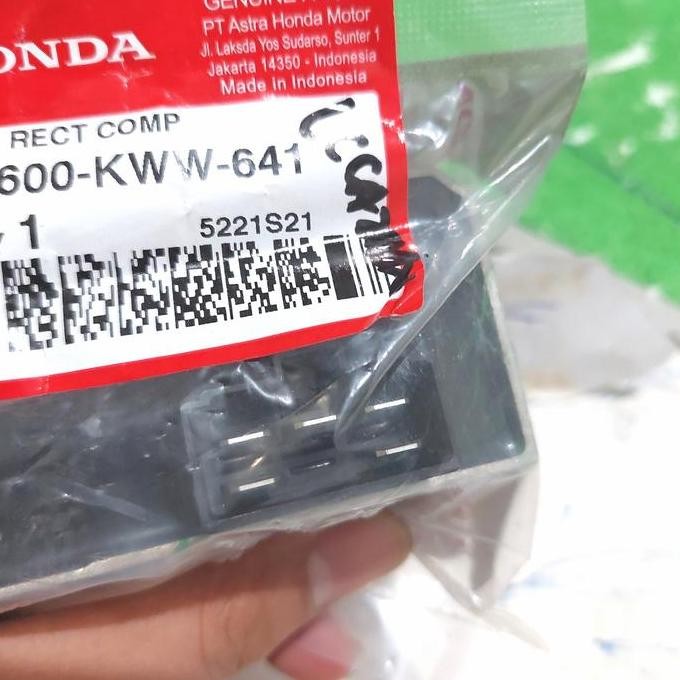 GENUINE
ONDA
PT Astra Honda Motor
Jl. Laksda Yos Sudarso, Sunter 1
Jakarta 14350 - Indonesia
Made in Indonesia
RECT COMP
600-KWW-641
1
5221S21